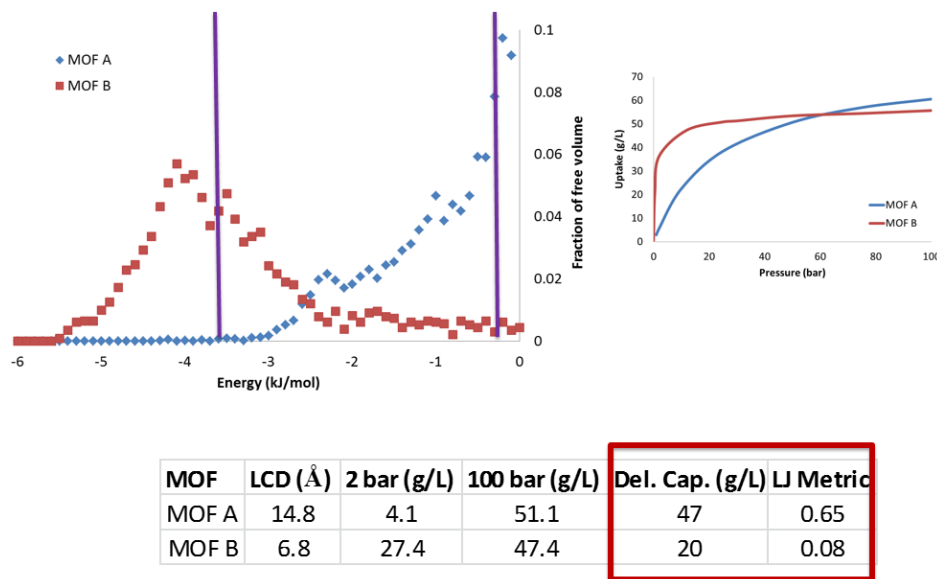 MOF A
MOF B
0.1
0.08
0.06
0.04
0.02
0
Fraction of free volume
-6 -5 -4 -3 -2 -1 0
Energy (kJ/mol)
70
60
50
40
30
20
10
0
Uptake (g/L)
MOF A
MOF B
0 20 40 60 80 100
Pressure (bar)
MOF LCD (Å) 2 bar (g/L) 100 bar (g/L) Del. Cap. (g/L) LJ Metric
MOF A 14.8 4.1 51.1 47 0.65
MOF B 6.8 27.4 47.4 20 0.08